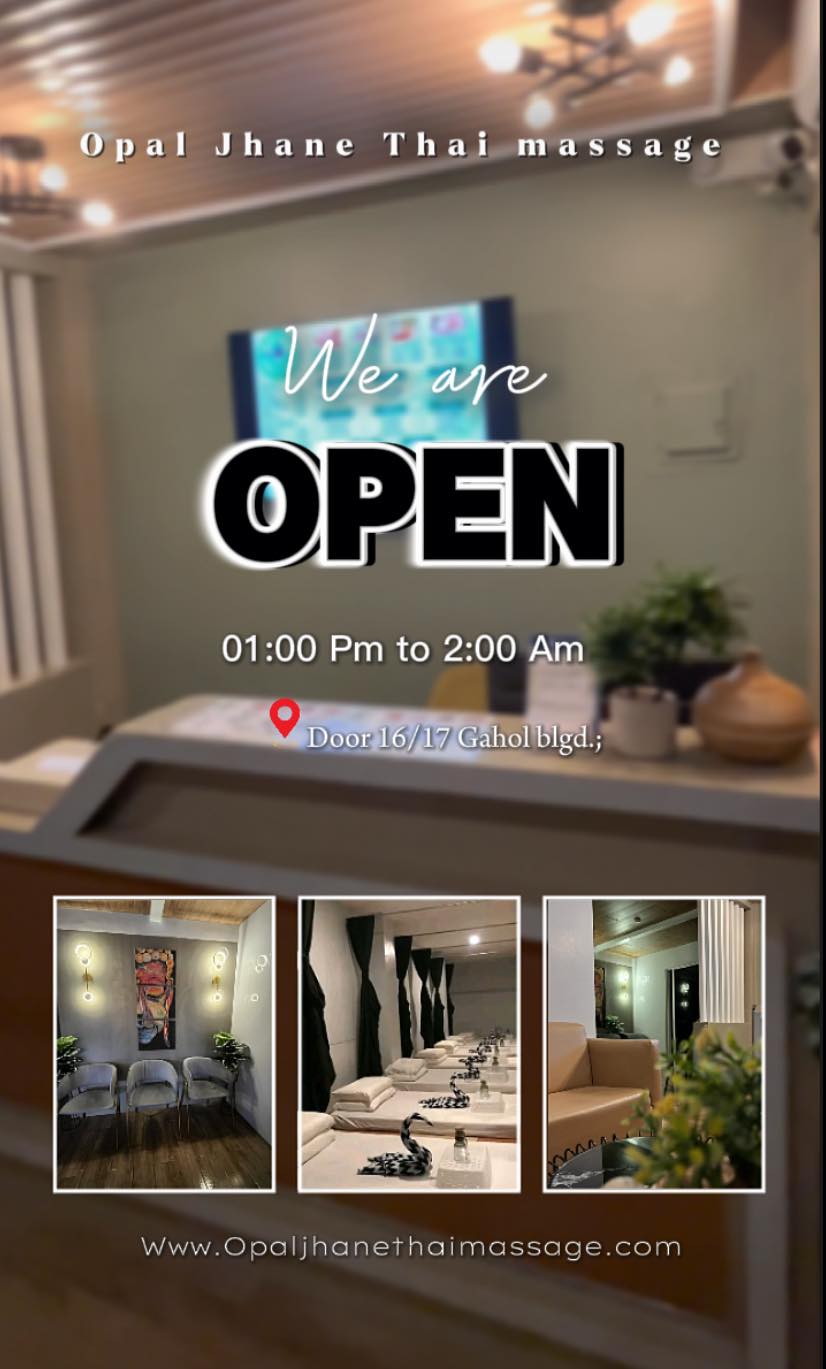 Opal Jhane Thai massage
We are
OPEN
01:00 Pm to 2:00 Am
Door 16/17 Gahol blgd.;
Www.Opaljhanethaimassage.com